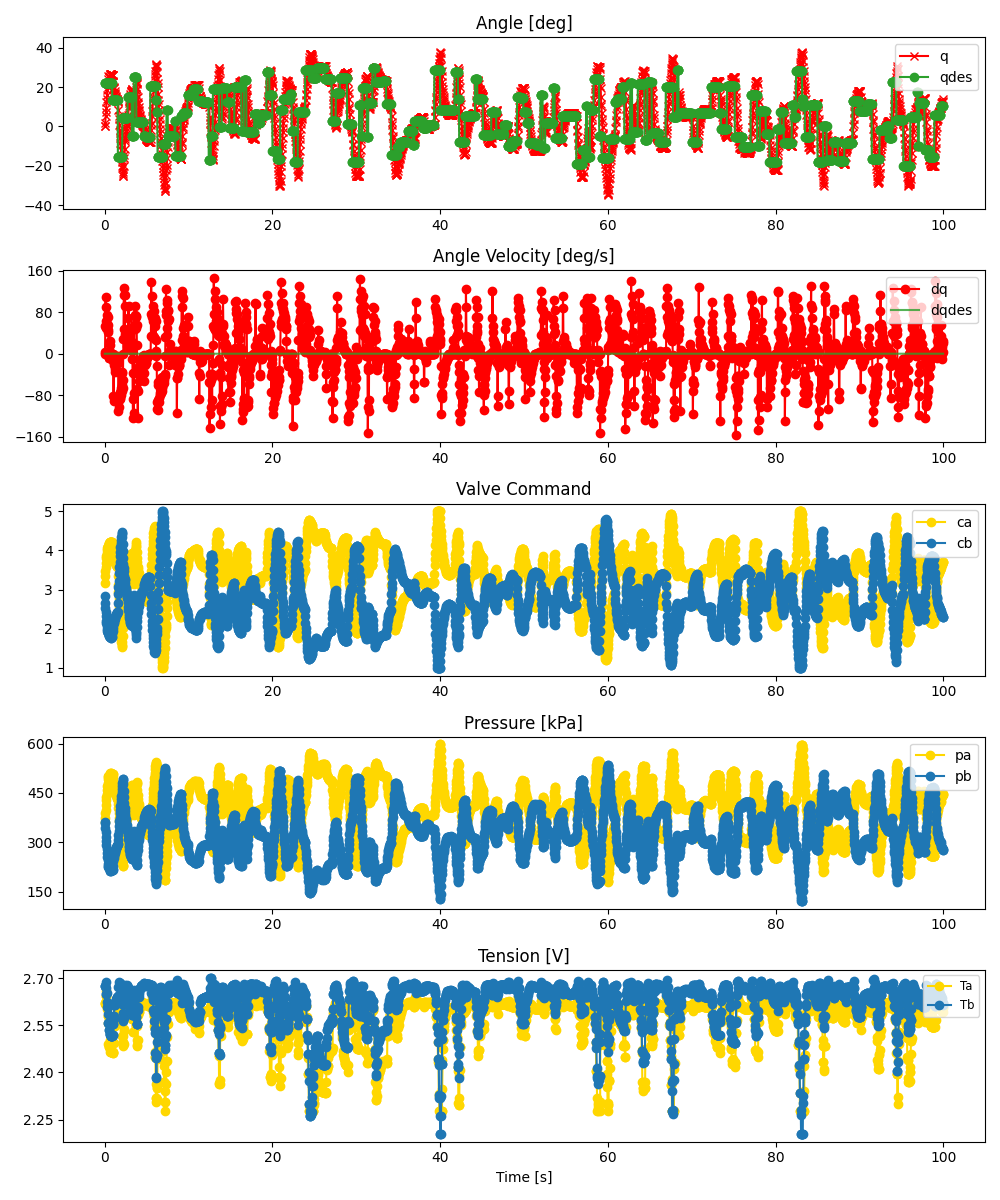 Angle [deg]
40
20
0
−20
−40
q
qdes
0 20 40 60 80 100
Angle Velocity [deg/s]
160
80
0
−80
−160
dq
dqdes
0 20 40 60 80 100
Valve Command
5
4
3
2
1
ca
cb
0 20 40 60 80 100
Pressure [kPa]
600
450
300
150
pa
pb
0 20 40 60 80 100
Tension [V]
2.70
2.55
2.40
2.25
Ta
Tb
0 20 40 60 80 100
Time [s]